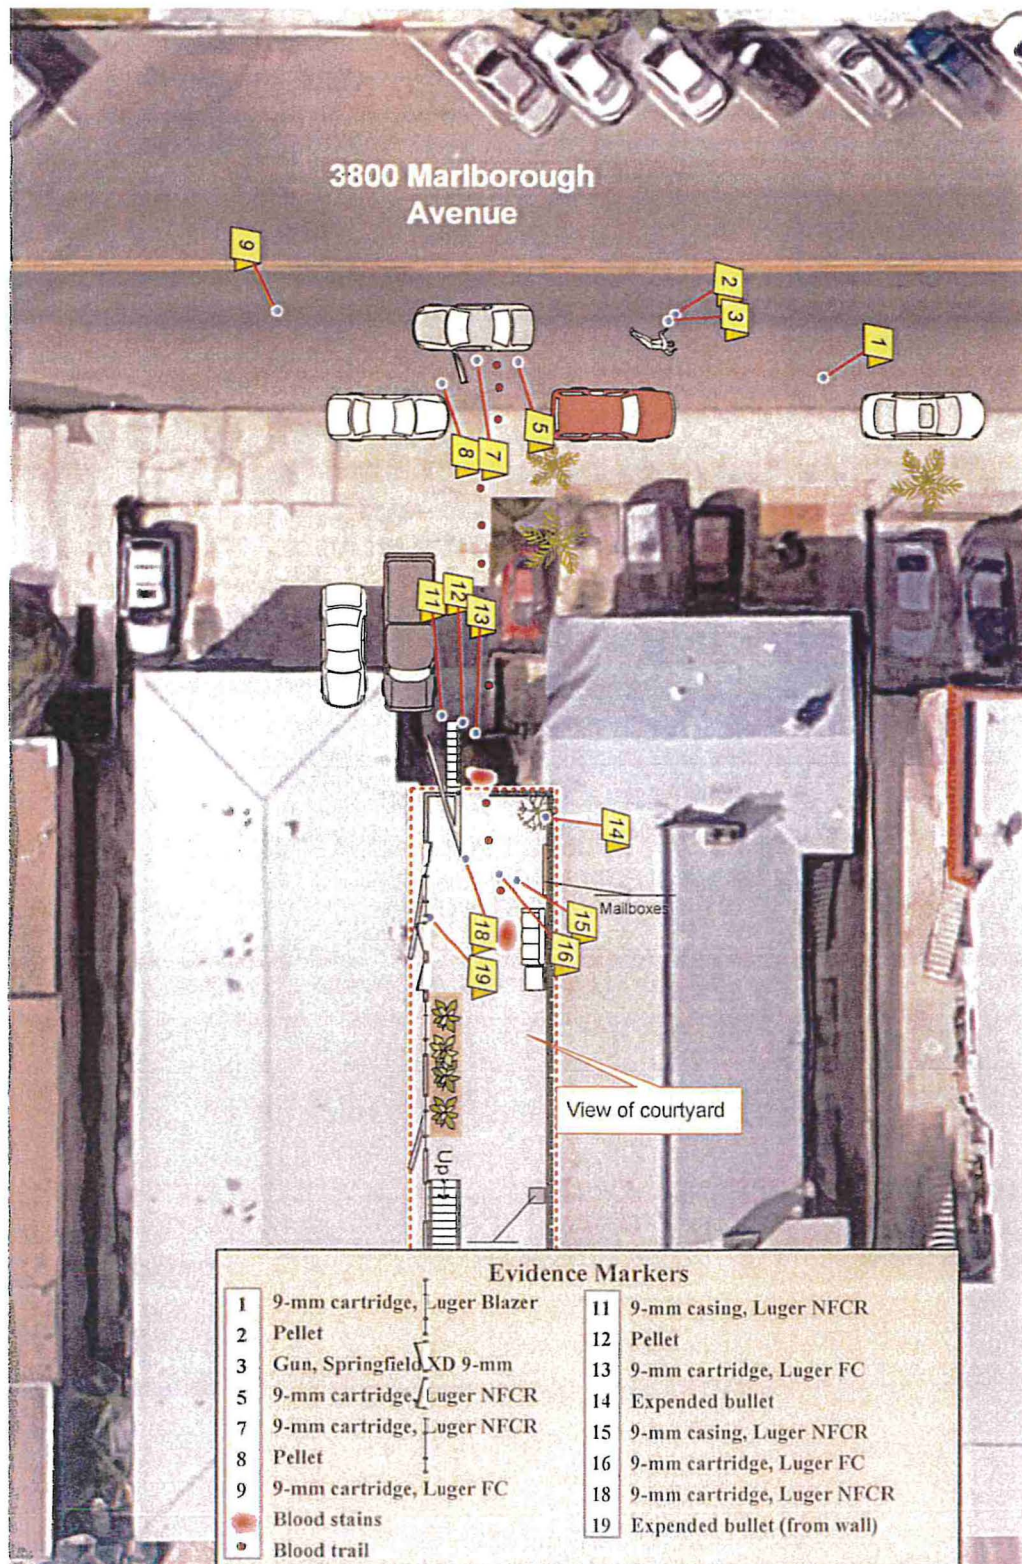 3800 Marlborough
Avenue
9
2
3
1
5
7
8
12
11
13
14
Mailboxes
15
18
16
19
View of courtyard
Up
Evidence Markers
1 9-mm cartridge, Luger Blazer
2 Pellet
3 Gun, Springfield XD 9-mm
5 9-mm cartridge, Luger NFCR
7 9-mm cartridge, Luger NFCR
8 Pellet
9 9-mm cartridge, Luger FC
Blood stains
Blood trail
11 9-mm casing, Luger NFCR
12 Pellet
13 9-mm cartridge, Luger FC
14 Expended bullet
15 9-mm casing, Luger NFCR
16 9-mm cartridge, Luger FC
18 9-mm cartridge, Luger NFCR
19 Expended bullet (from wall)